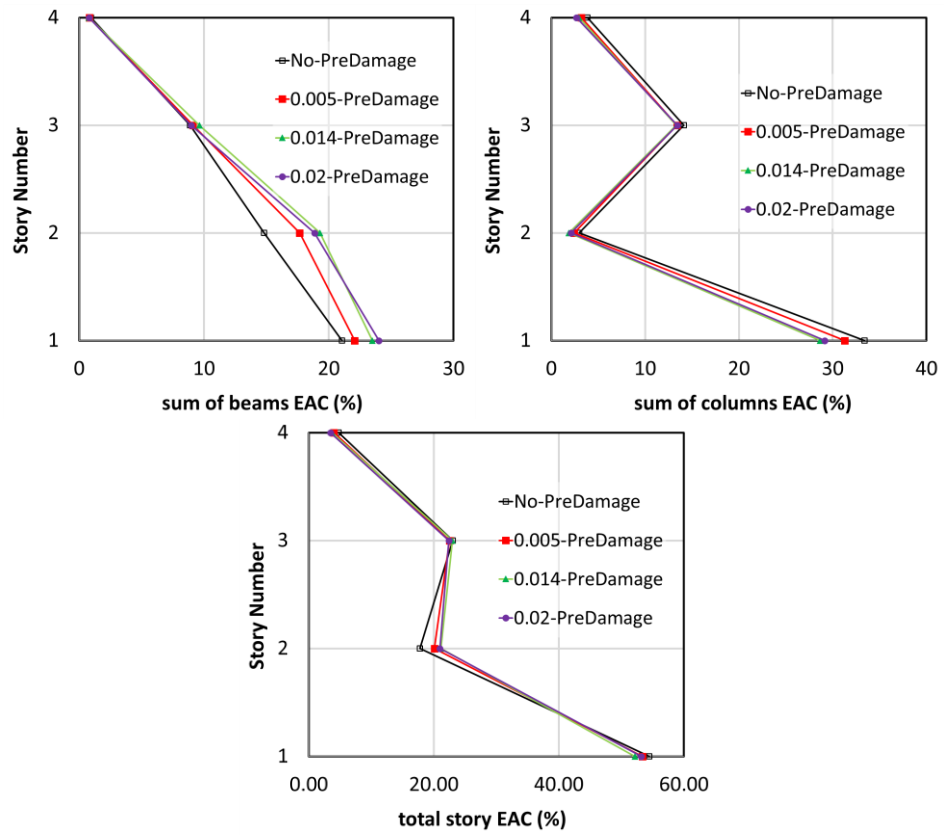 4
3
2
1
Story Number
No-PreDamage
0.005-PreDamage
0.014-PreDamage
0.02-PreDamage
0 10 20 30
sum of beams EAC (%)
4
3
2
1
Story Number
No-PreDamage
0.005-PreDamage
0.014-PreDamage
0.02-PreDamage
0 10 20 30 40
sum of columns EAC (%)
4
3
2
1
Story Number
No-PreDamage
0.005-PreDamage
0.014-PreDamage
0.02-PreDamage
0.00 20.00 40.00 60.00
total story EAC (%)